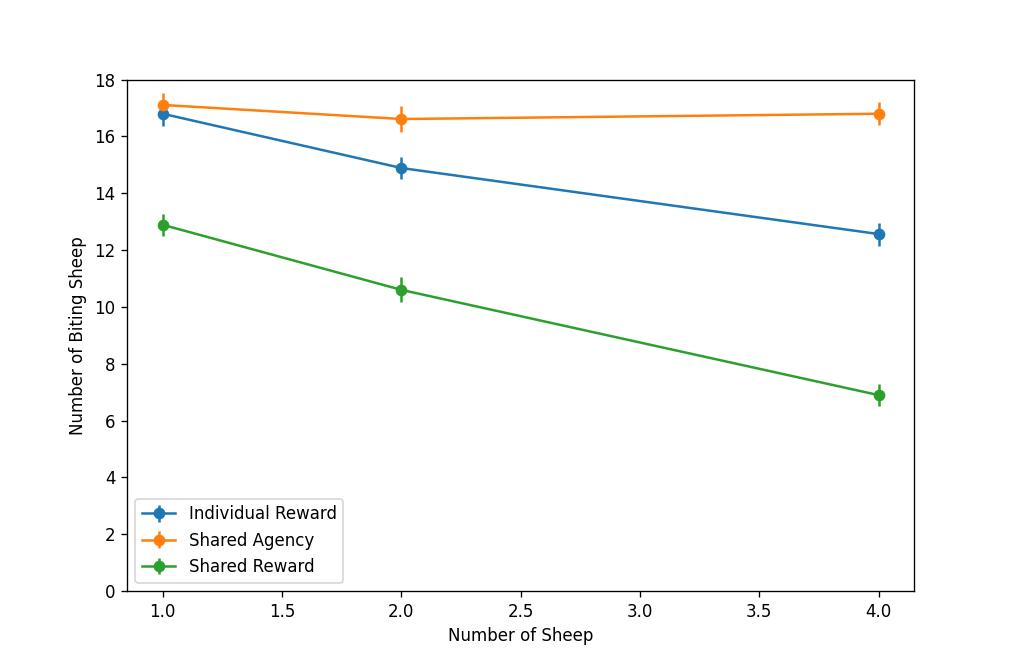 18
16
14
12
10
8
6
4
2
0
Number of Biting Sheep
Individual Reward
Shared Agency
Shared Reward
1.0 1.5 2.0 2.5 3.0 3.5 4.0
Number of Sheep